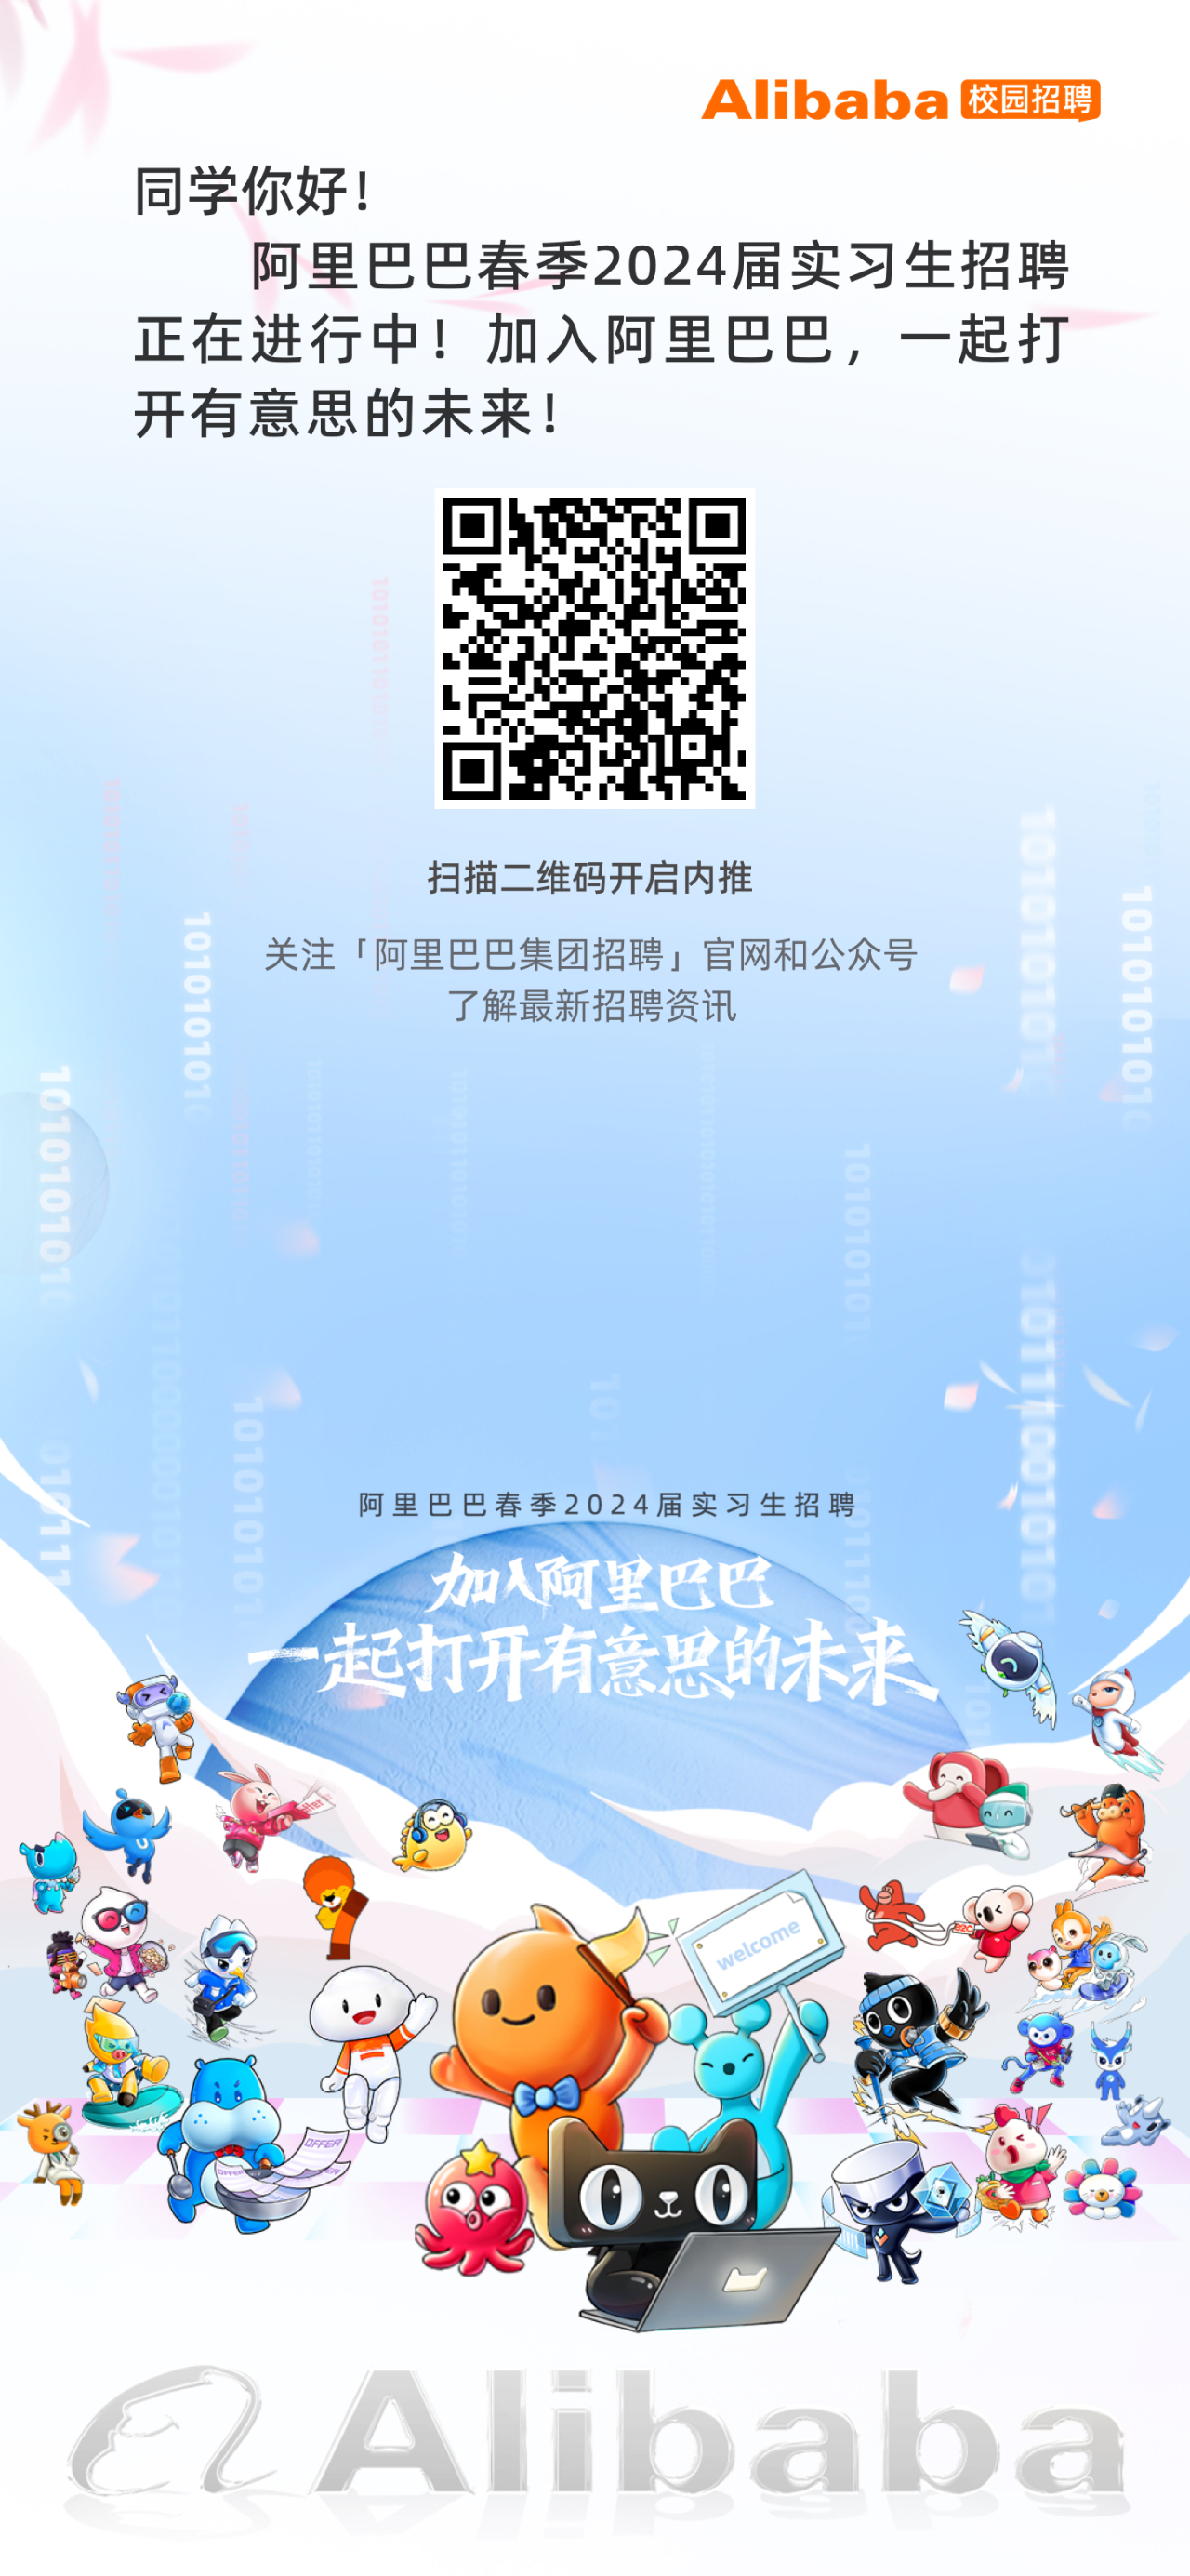 Alibaba 校园招聘
同学你好！
阿里巴巴春季2024届实习生招聘
正在进行中！加入阿里巴巴，一起打
开有意思的未来！
扫描二维码开启内推
关注「阿里巴巴集团招聘」官网和公众号
了解最新招聘资讯
阿里巴巴春季2024届实习生招聘
加入阿里巴巴
一起打开有意思的未来
welcome
B2C
OFFER
OFFER
Alibaba